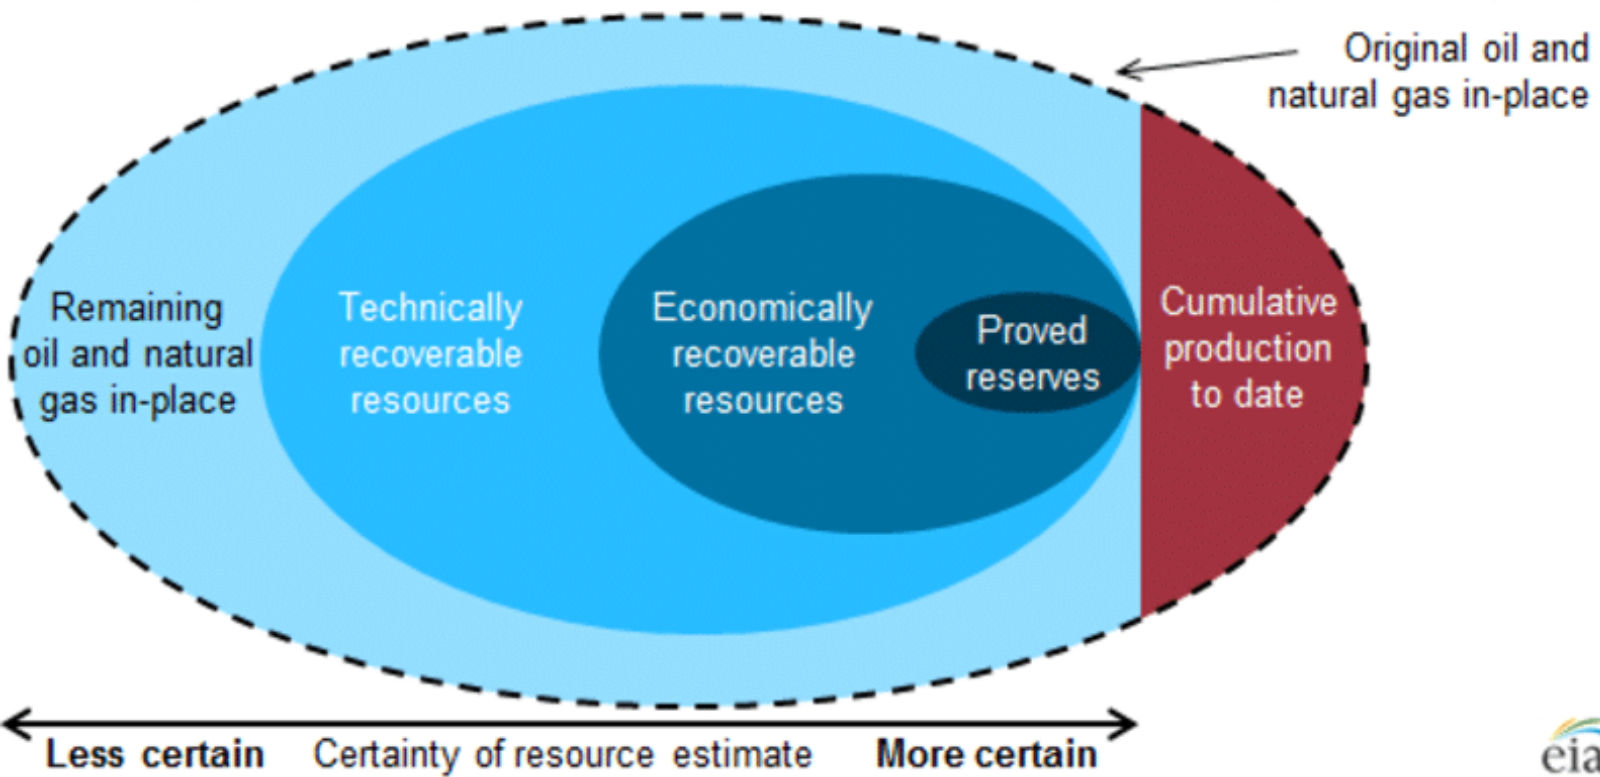 Original oil and
natural gas in-place
Remaining
oil and natural
gas in-place
Technically
recoverable
resources
Economically
recoverable
resources
Proved
reserves
Cumulative
production
to date
Less certain
Certainty of resource estimate
More certain
eia